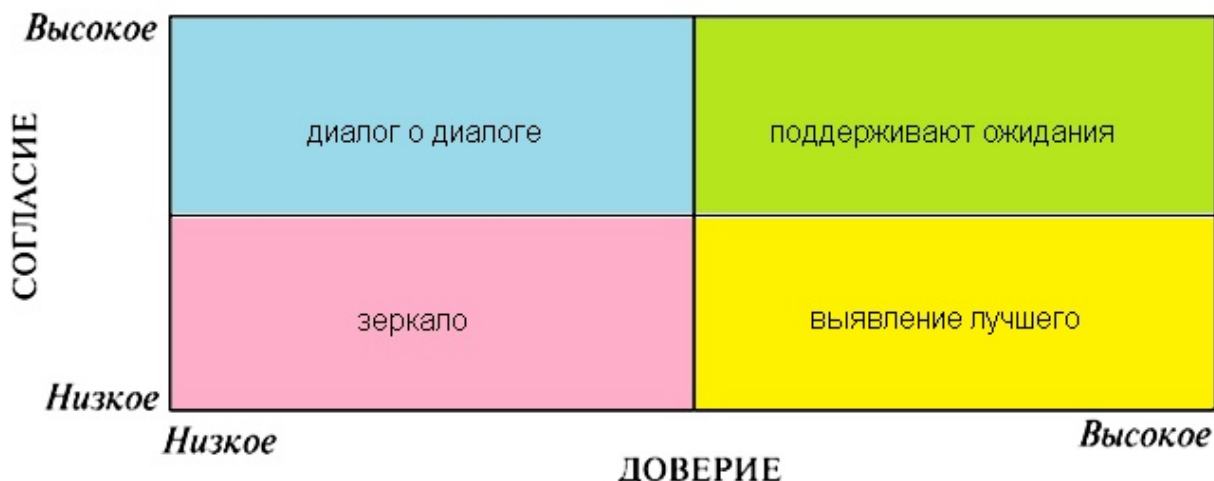 Высокое
диалог о диалоге
поддерживают ожидания
СОГЛАСИЕ
зеркало
выявление лучшего
Низкое
Низкое
Высокое
ДОВЕРИЕ